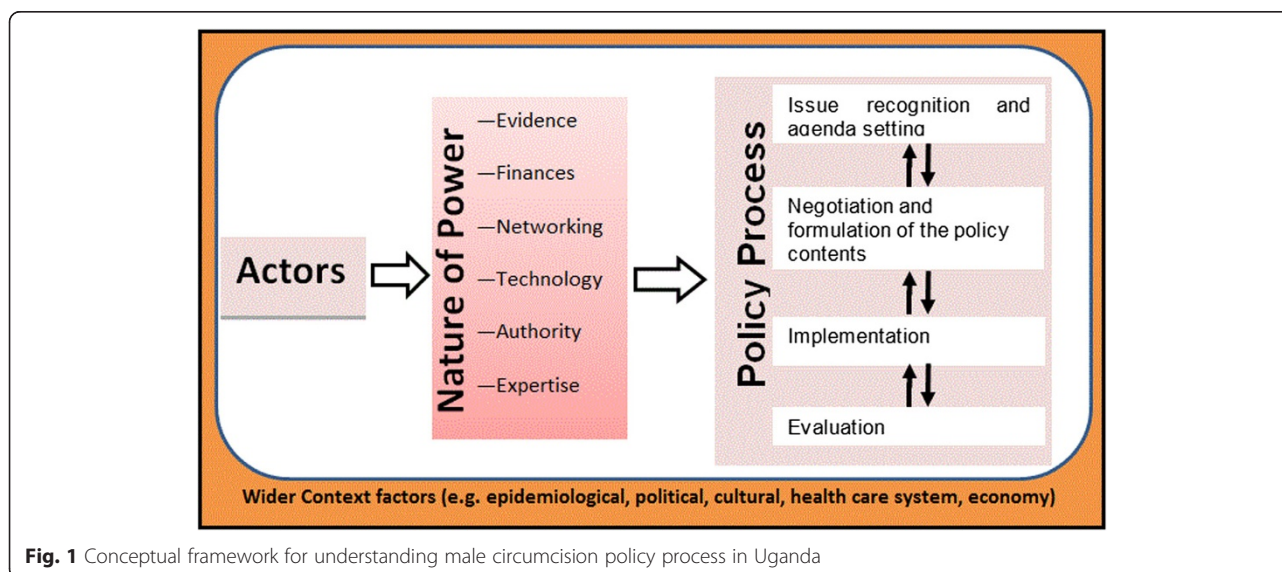 Actors
Nature of Power
—Evidence
—Finances
—Networking
—Technology
—Authority
—Expertise
Policy Process
Issue recognition and
agenda setting
Negotiation and
formulation of the policy
contents
Implementation
Evaluation
Wider Context factors (e.g. epidemiological, political, cultural, health care system, economy)
Fig. 1 Conceptual framework for understanding male circumcision policy process in Uganda